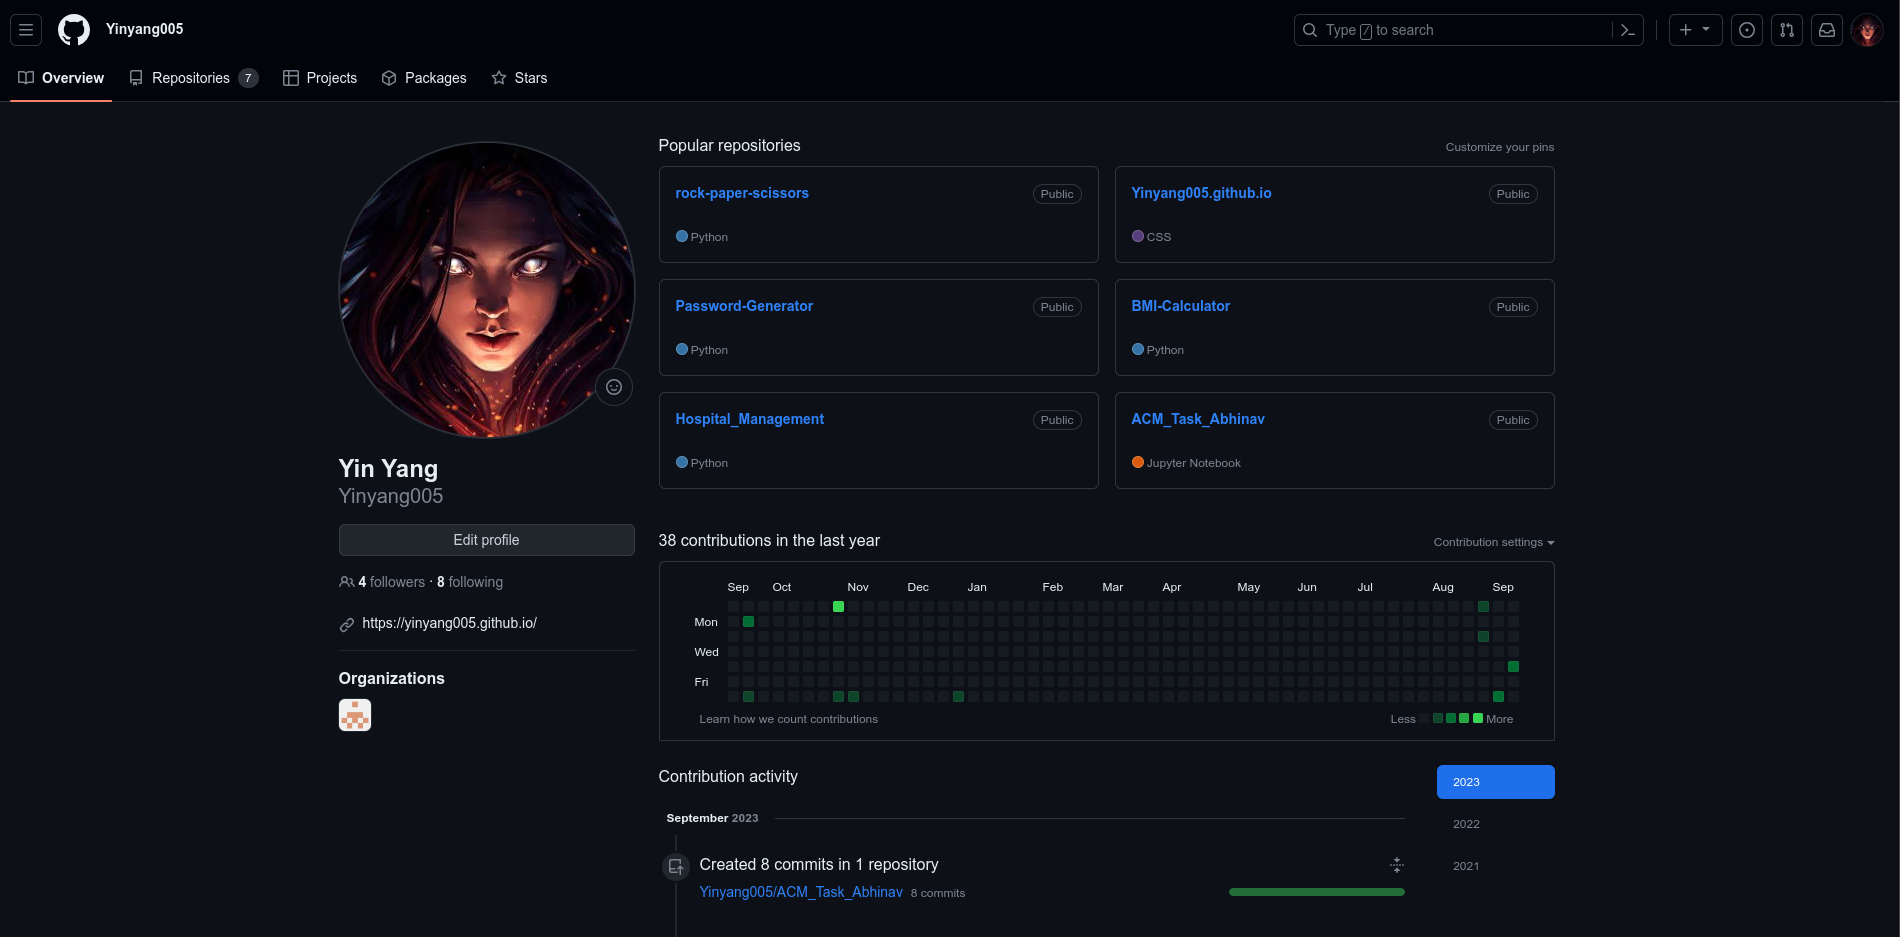 Yinyang005
Type / to search
Overview Repositories 7 Projects Packages Stars
Popular repositories
Customize your pins
rock-paper-scissors Public
Python
Yinyang005.github.io Public
CSS
Password-Generator Public
Python
BMI-Calculator Public
Python
Hospital_Management Public
Python
ACM_Task_Abhinav Public
Jupyter Notebook
Yin Yang
Yinyang005
Edit profile
4 followers · 8 following
https://yinyang005.github.io/
Organizations
38 contributions in the last year
Contribution settings
Sep Oct Nov Dec Jan Feb Mar Apr May Jun Jul Aug Sep
Mon
Wed
Fri
Learn how we count contributions
Less More
Contribution activity
2023
2022
2021
September 2023
Created 8 commits in 1 repository
Yinyang005/ACM_Task_Abhinav 8 commits